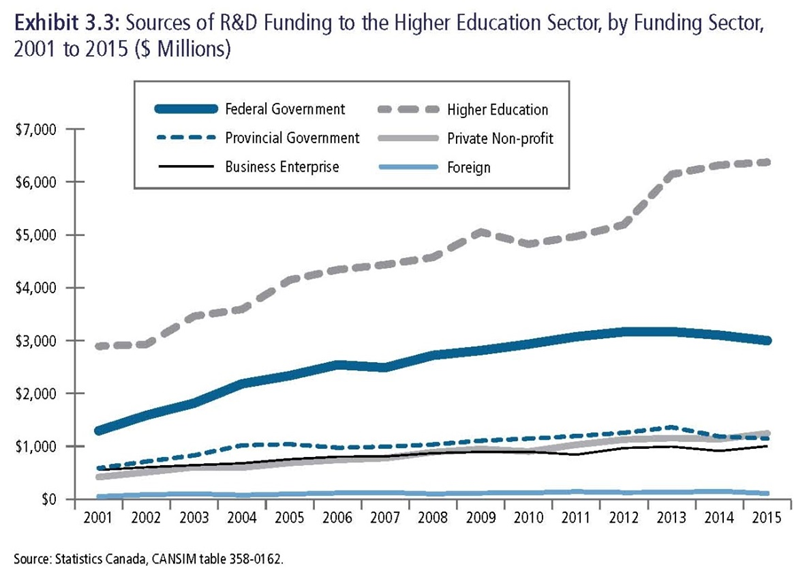 Exhibit 3.3: Sources of R&D Funding to the Higher Education Sector, by Funding Sector,
2001 to 2015 ($ Millions)
Federal Government
Higher Education
Provincial Government
Private Non-profit
Business Enterprise
Foreign
$7,000
$6,000
$5,000
$4,000
$3,000
$2,000
$1,000
$0
2001 2002 2003 2004 2005 2006 2007 2008 2009 2010 2011 2012 2013 2014 2015
Source: Statistics Canada, CANSIM table 358-0162.